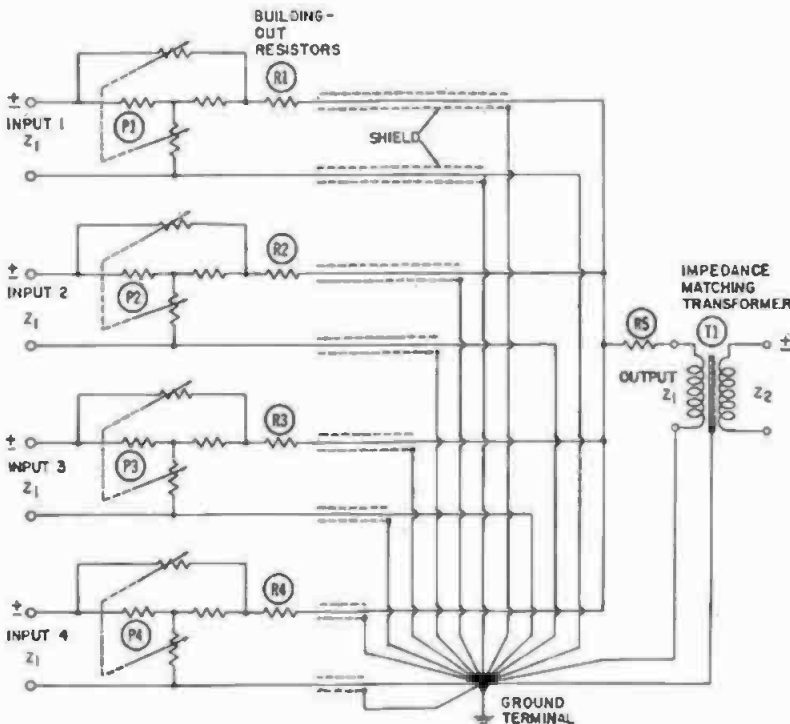 BUILDING-
OUT
RESISTORS
R1
±
INPUT 1
Z1
P1
SHIELD
R2
±
INPUT 2
Z1
P2
IMPEDANCE
MATCHING
TRANSFORMER
R5
T1
±
OUTPUT
Z1
Z2
R3
±
INPUT 3
Z1
P3
R4
±
INPUT 4
Z1
P4
GROUND
TERMINAL